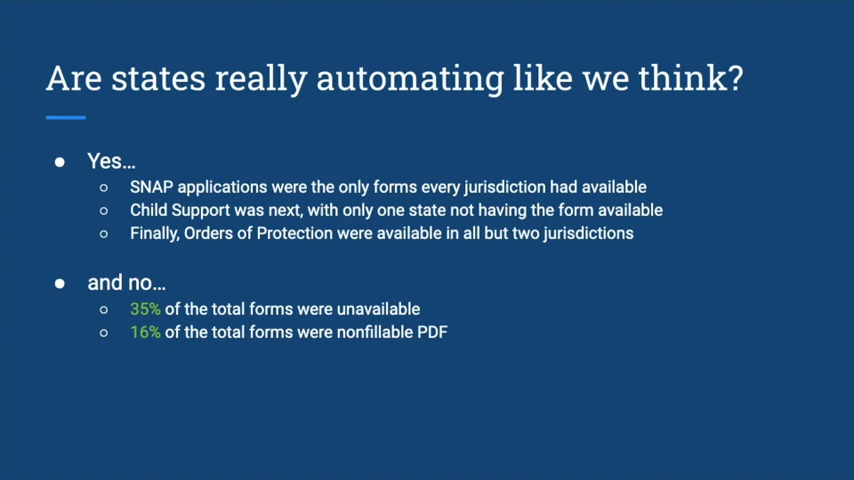 Are states really automating like we think?
● Yes...
○ SNAP applications were the only forms every jurisdiction had available
○ Child Support was next, with only one state not having the form available
○ Finally, Orders of Protection were available in all but two jurisdictions
● and no...
○ 35% of the total forms were unavailable
○ 16% of the total forms were nonfillable PDF